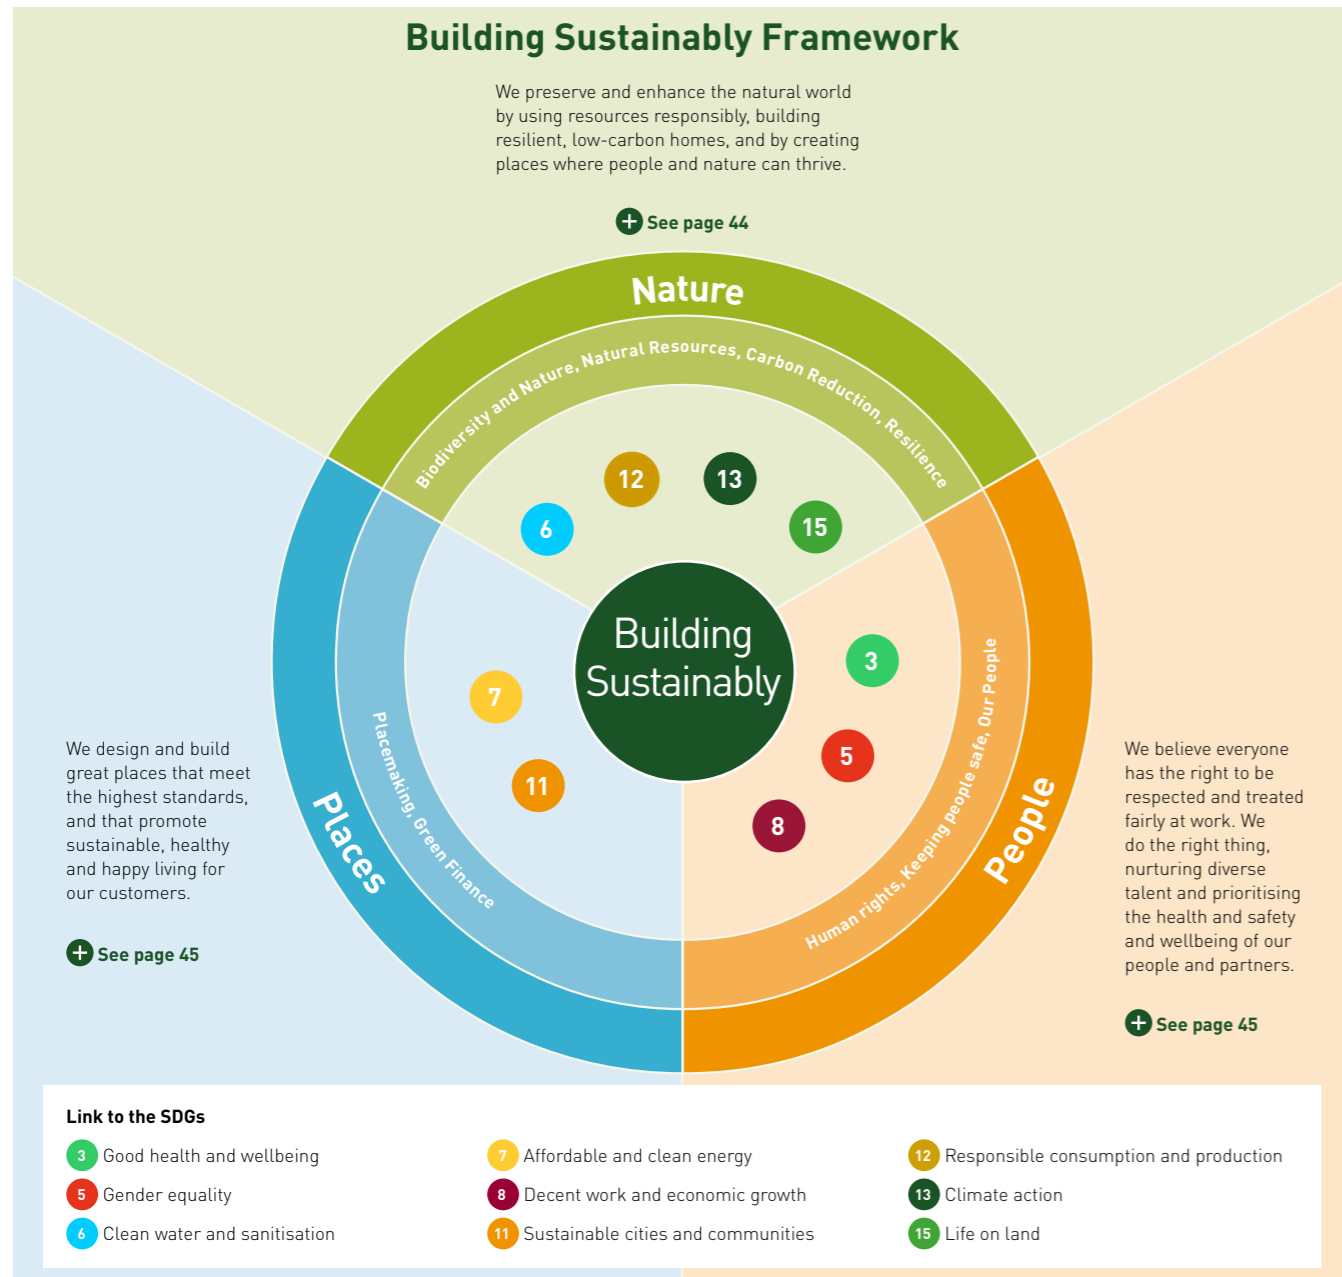 Building Sustainably Framework
We preserve and enhance the natural world
by using resources responsibly, building
resilient, low-carbon homes, and by creating
places where people and nature can thrive.
+ See page 44
Nature
Biodiversity and Nature, Natural Resources, Carbon Reduction, Resilience
12
13
6
15
Building
Sustainably
3
7
5
11
8
Placemaking, Green Finance
Places
Human rights, Keeping people safe, Our People
People
We design and build
great places that meet
the highest standards,
and that promote
sustainable, healthy
and happy living for
our customers.
+ See page 45
We believe everyone
has the right to be
respected and treated
fairly at work. We
do the right thing,
nurturing diverse
talent and prioritising
the health and safety
and wellbeing of our
people and partners.
+ See page 45
Link to the SDGs
3 Good health and wellbeing
5 Gender equality
6 Clean water and sanitisation
7 Affordable and clean energy
8 Decent work and economic growth
11 Sustainable cities and communities
12 Responsible consumption and production
13 Climate action
15 Life on land